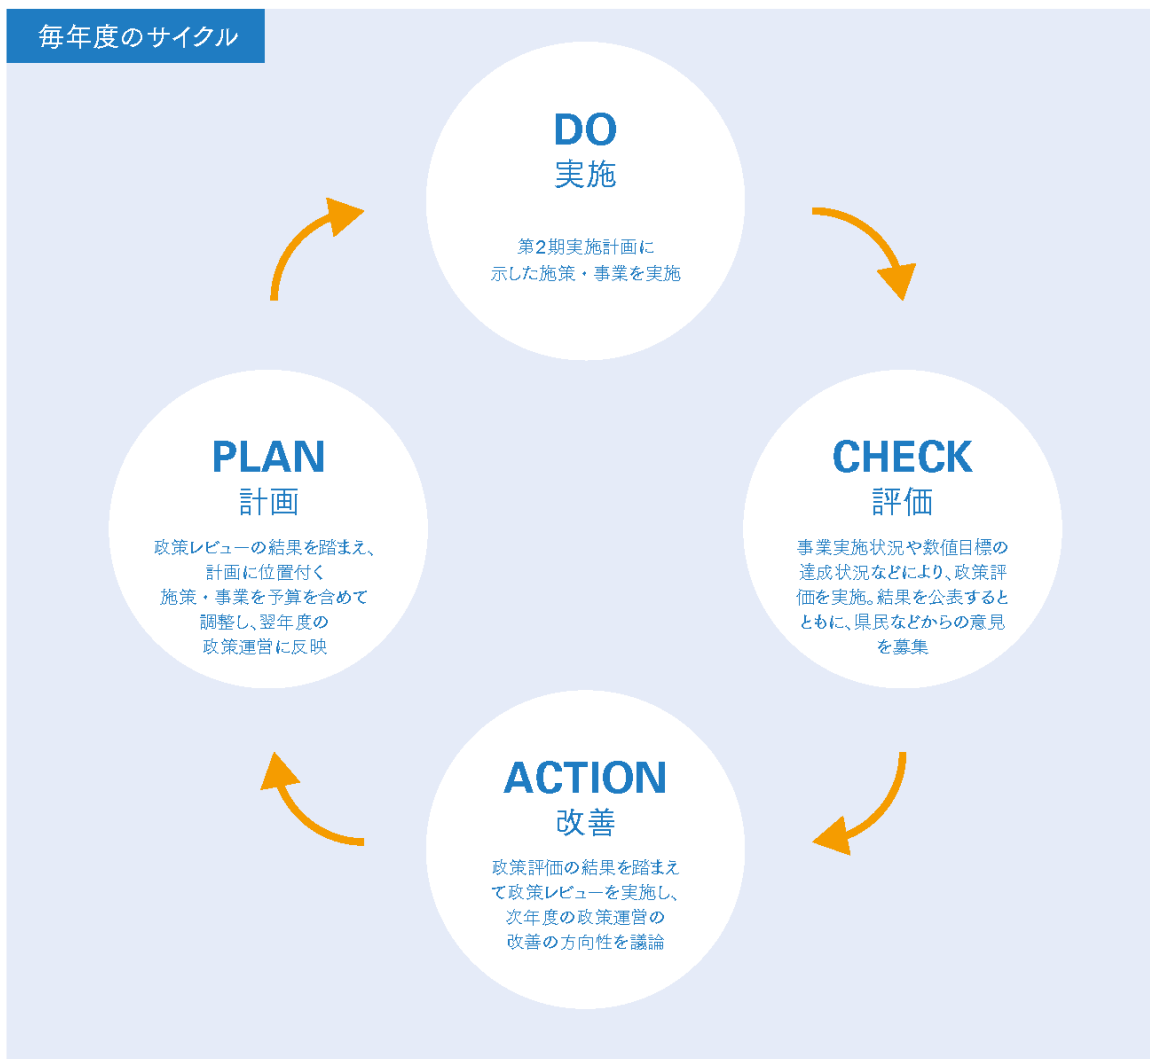 毎年度のサイクル
DO
実施
第2期実施計画に
示した施策・事業を実施
PLAN
計画
政策レビューの結果を踏まえ、
計画に位置付く
施策・事業を予算を含めて
調整し、翌年度の
政策運営に反映
CHECK
評価
事業実施状況や数値目標の
達成状況などにより、政策評
価を実施。結果を公表すると
ともに、県民などからの意見
を募集
ACTION
改善
政策評価の結果を踏まえ
て政策レビューを実施し、
次年度の政策運営の
改善の方向性を議論